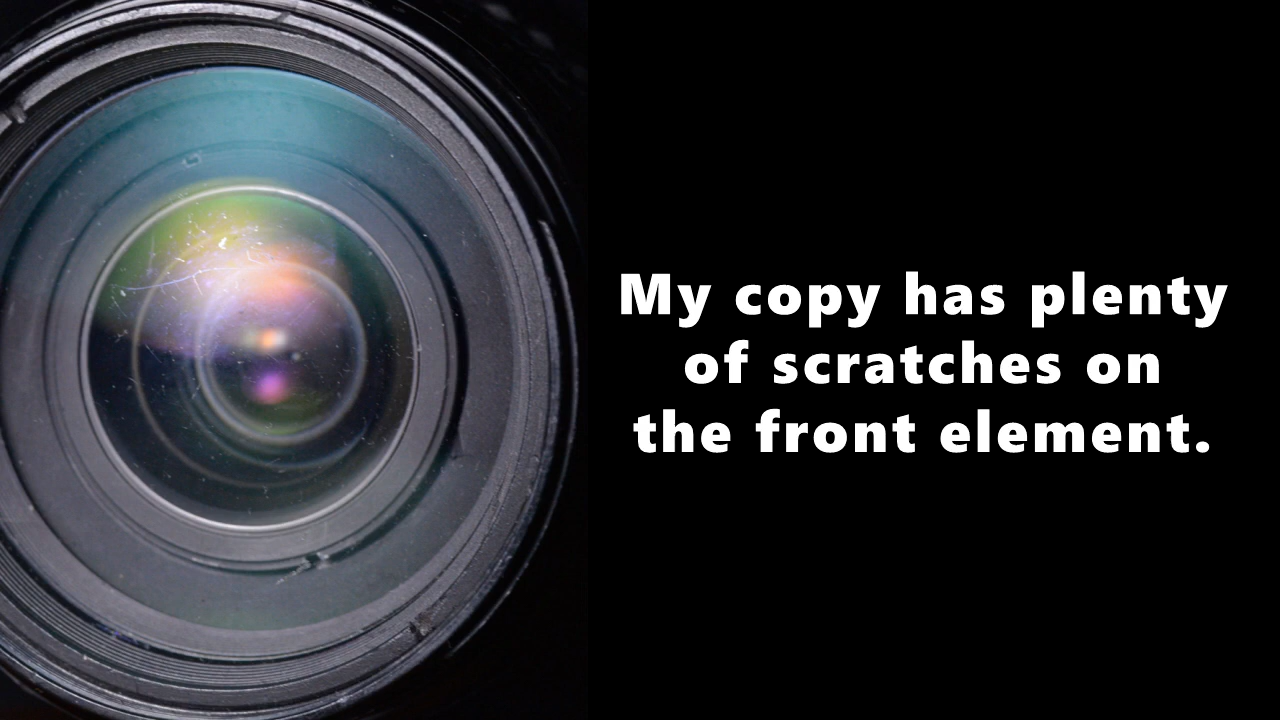 My copy has plenty
of scratches on
the front element.